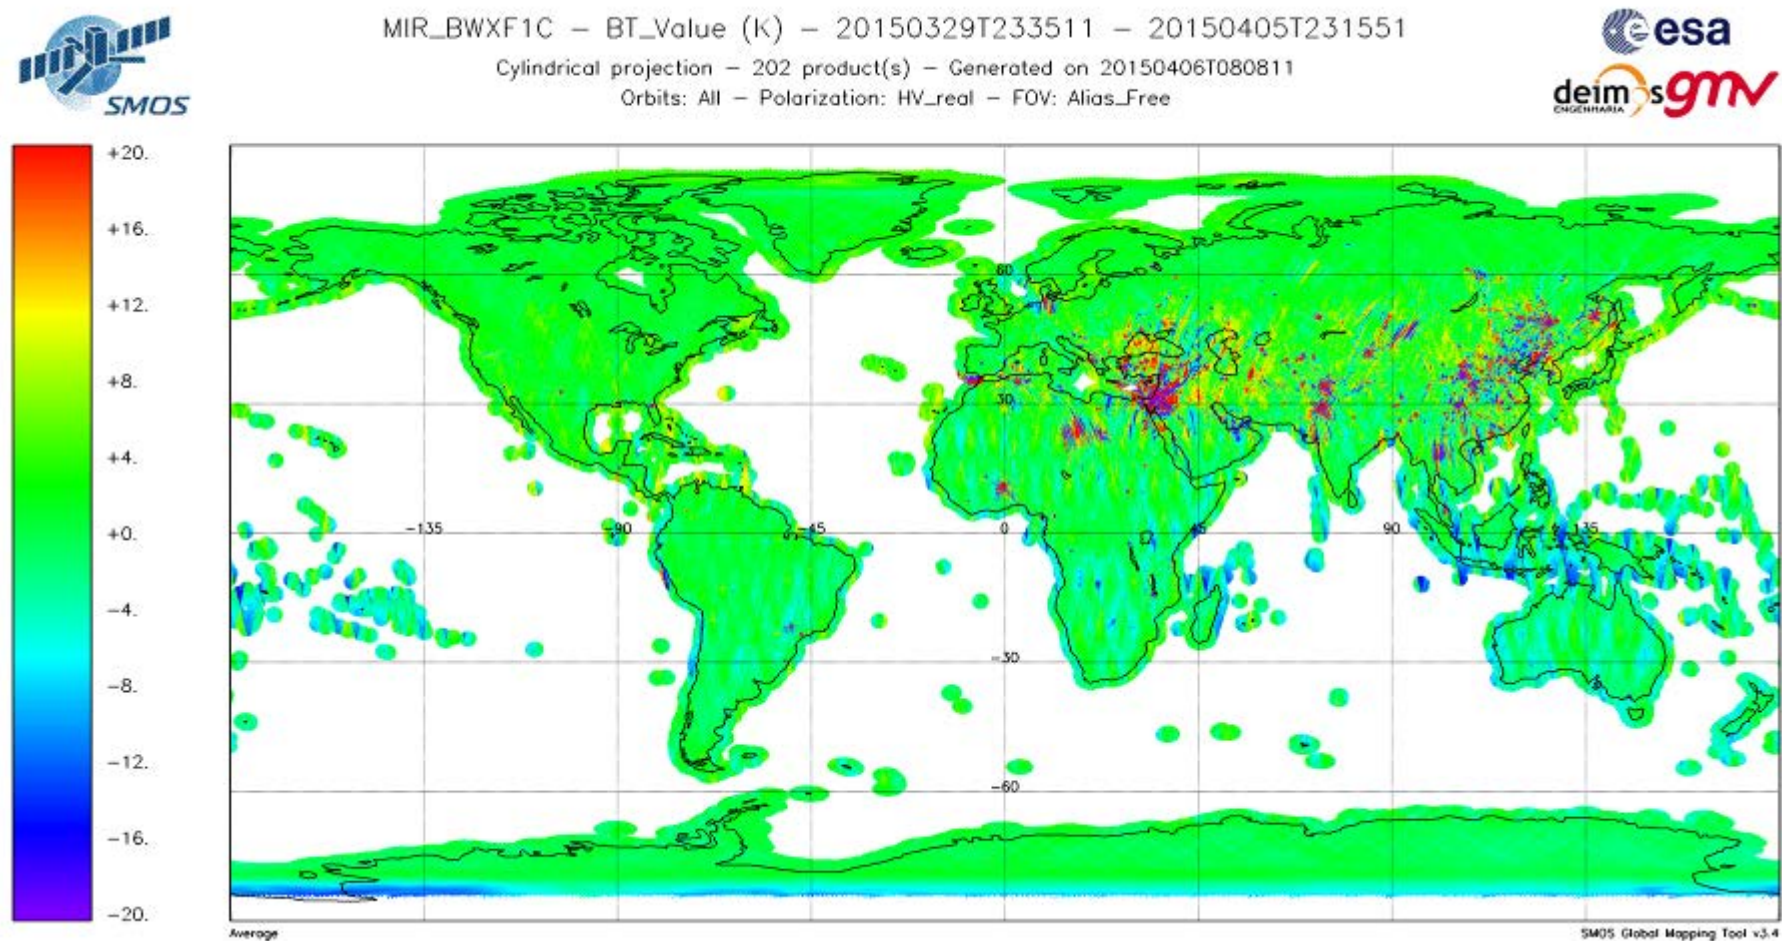 SMOS
MIR_BWXF1C – BT_Value (K) – 20150329T233511 – 20150405T231551
Cylindrical projection – 202 product(s) – Generated on 20150406T080811
Orbits: All – Polarization: HV_real – FOV: Alias_Free
esa
deimos gmv
ENGENHARIA
+20.
+16.
+12.
+8.
+4.
+0.
–4.
–8.
–12.
–16.
–20.
60
30
–135
–90
–45
0
45
90
135
–30
–60
Average
SMOS Global Mapping Tool v3.4